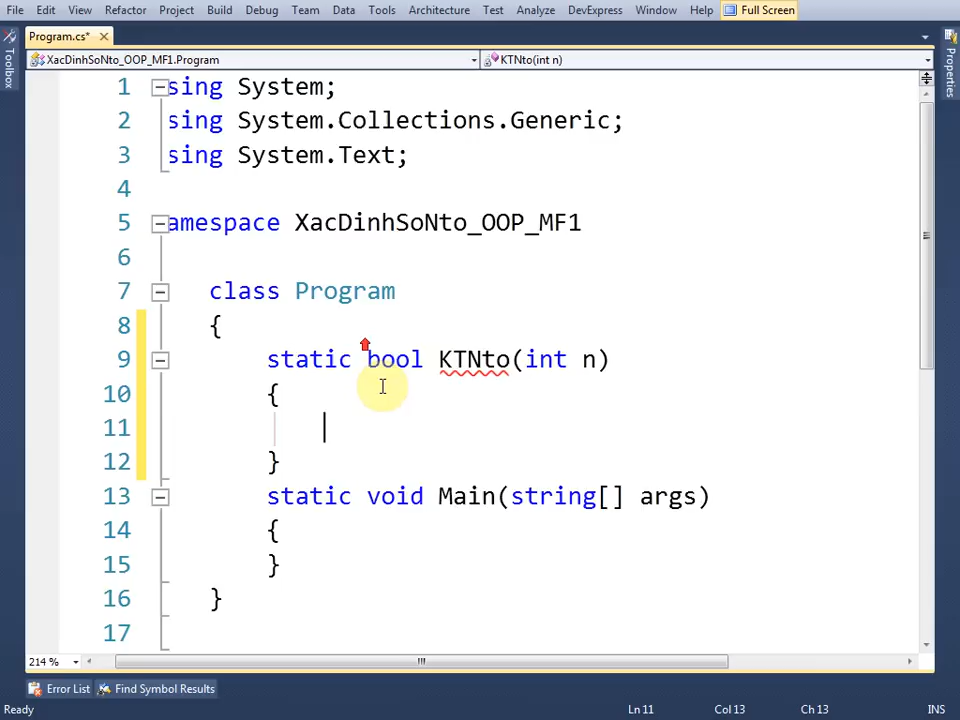 File Edit View Refactor Project Build Debug Team Data Tools Architecture Test Analyze DevExpress Window Help Full Screen
Program.cs*
Toolbox
Properties
XacDinhSoNto_OOP_MF1.Program KTNto(int n)
1 sing System;
2 sing System.Collections.Generic;
3 sing System.Text;
4
5 amespace XacDinhSoNto_OOP_MF1
6
7 class Program
8 {
9 static bool KTNto(int n)
10 {
11
12 }
13 static void Main(string[] args)
14 {
15 }
16 }
17
214 %
Error List Find Symbol Results
Ready Ln 11 Col 13 Ch 13 INS